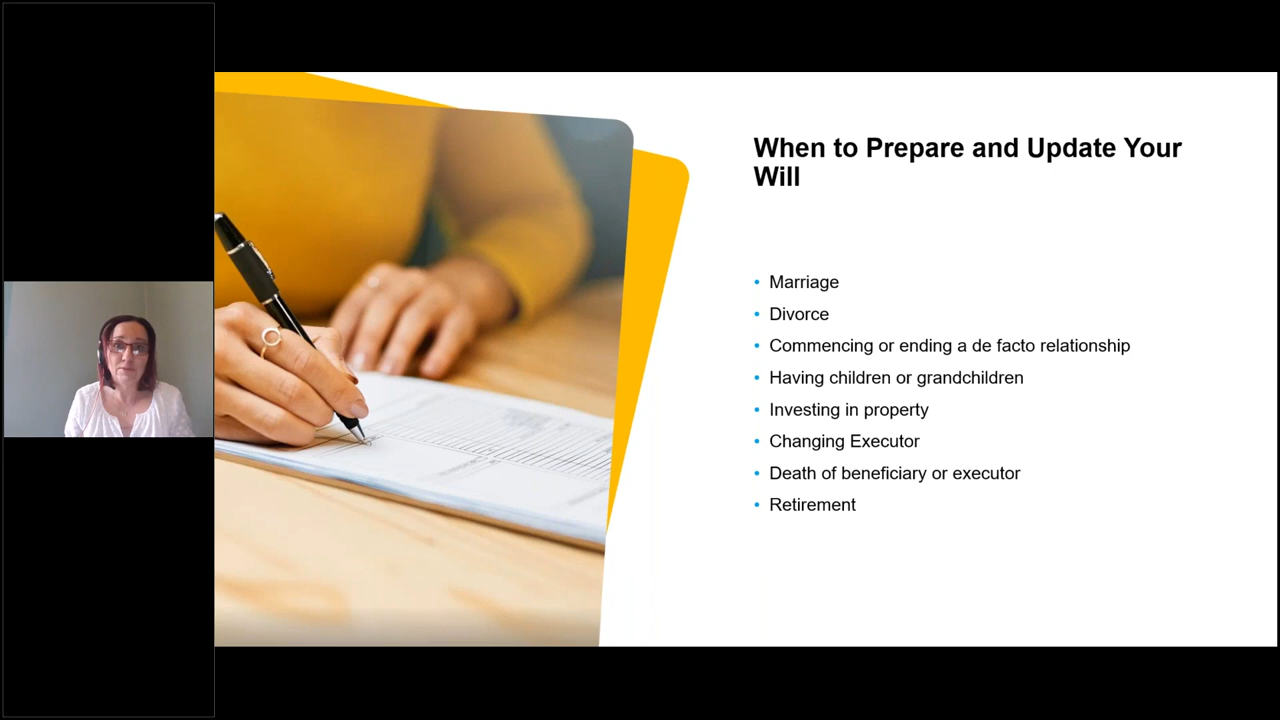 When to Prepare and Update Your
Will
• Marriage
• Divorce
• Commencing or ending a de facto relationship
• Having children or grandchildren
• Investing in property
• Changing Executor
• Death of beneficiary or executor
• Retirement